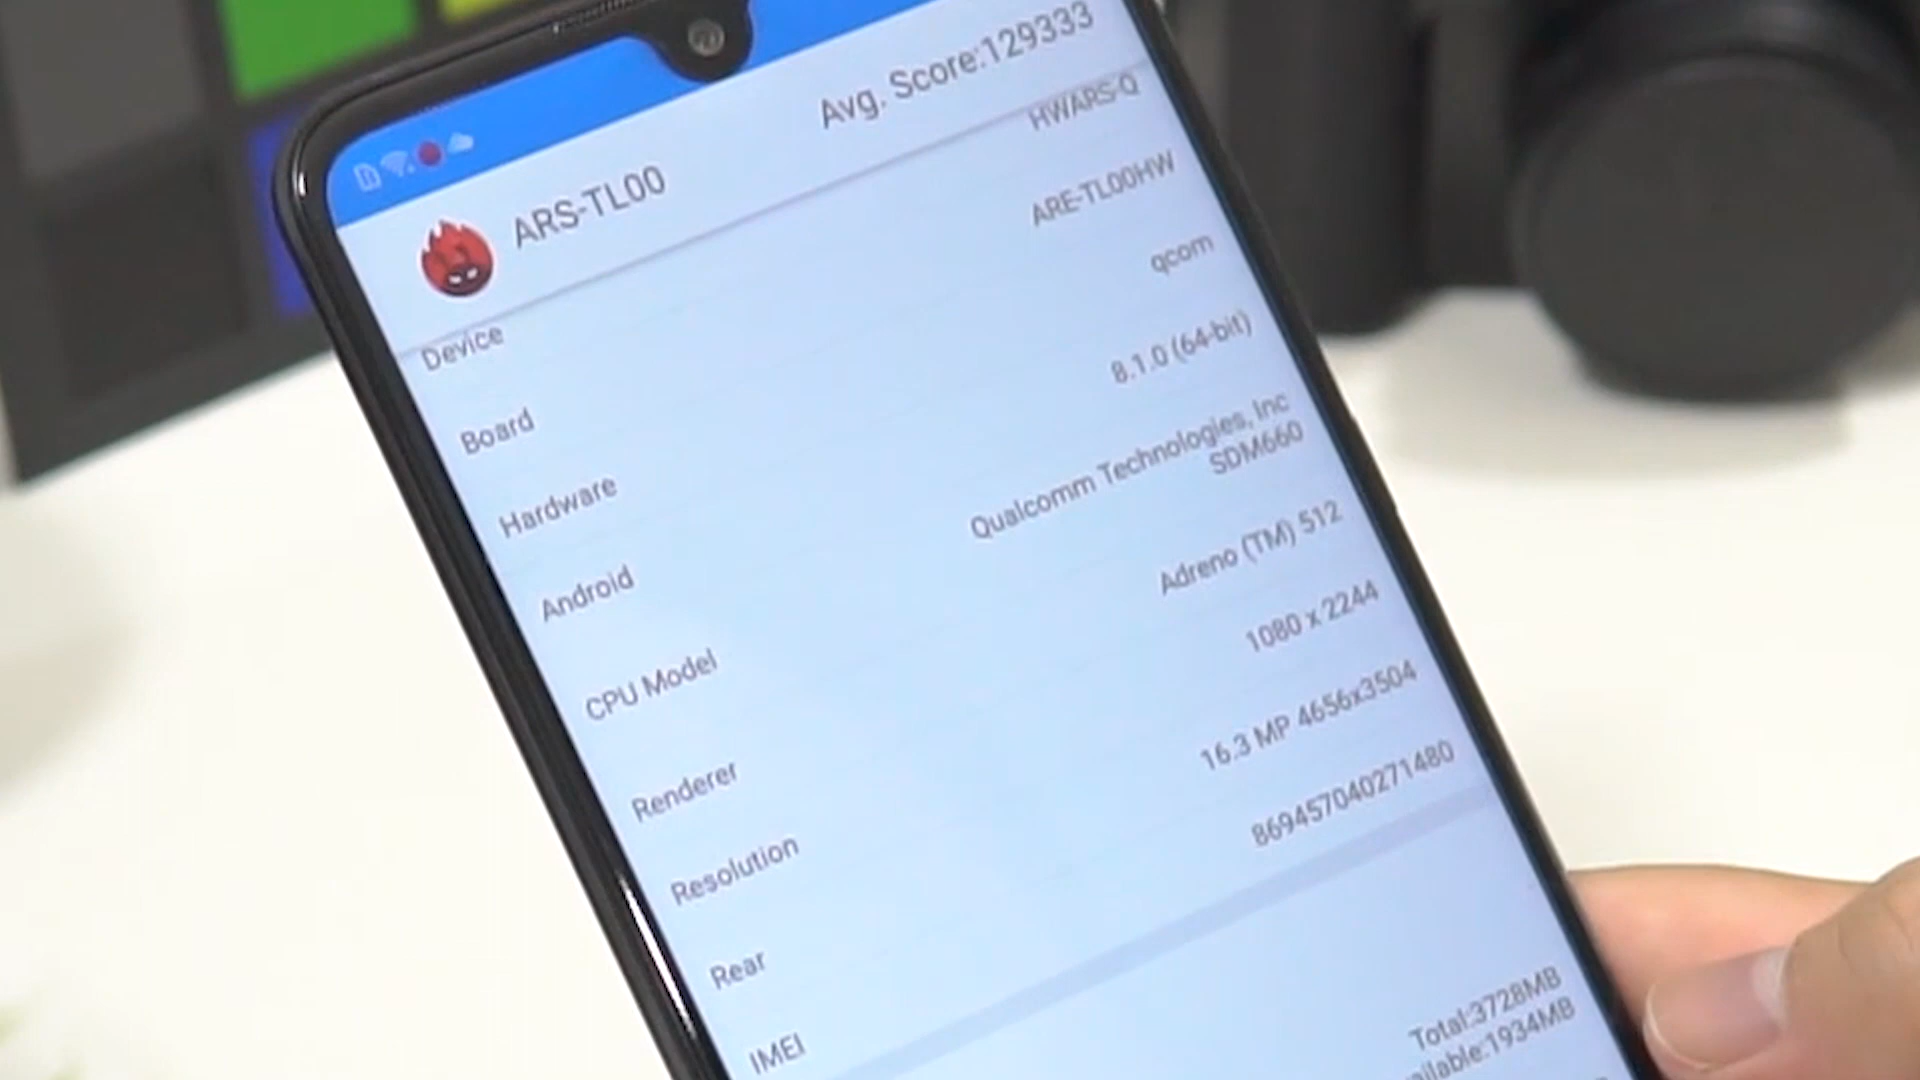 ARS-TL00 Avg. Score:129333
Device HWARS-Q
Board ARE-TL00HW
Hardware qcom
Android 8.1.0 (64-bit)
CPU Model Qualcomm Technologies, Inc
SDM660
Renderer Adreno (TM) 512
Resolution 1080 x 2244
Rear 16.3 MP 4656x3504
IMEI 869457040271480
Total:3728MB
ailable:1934MB